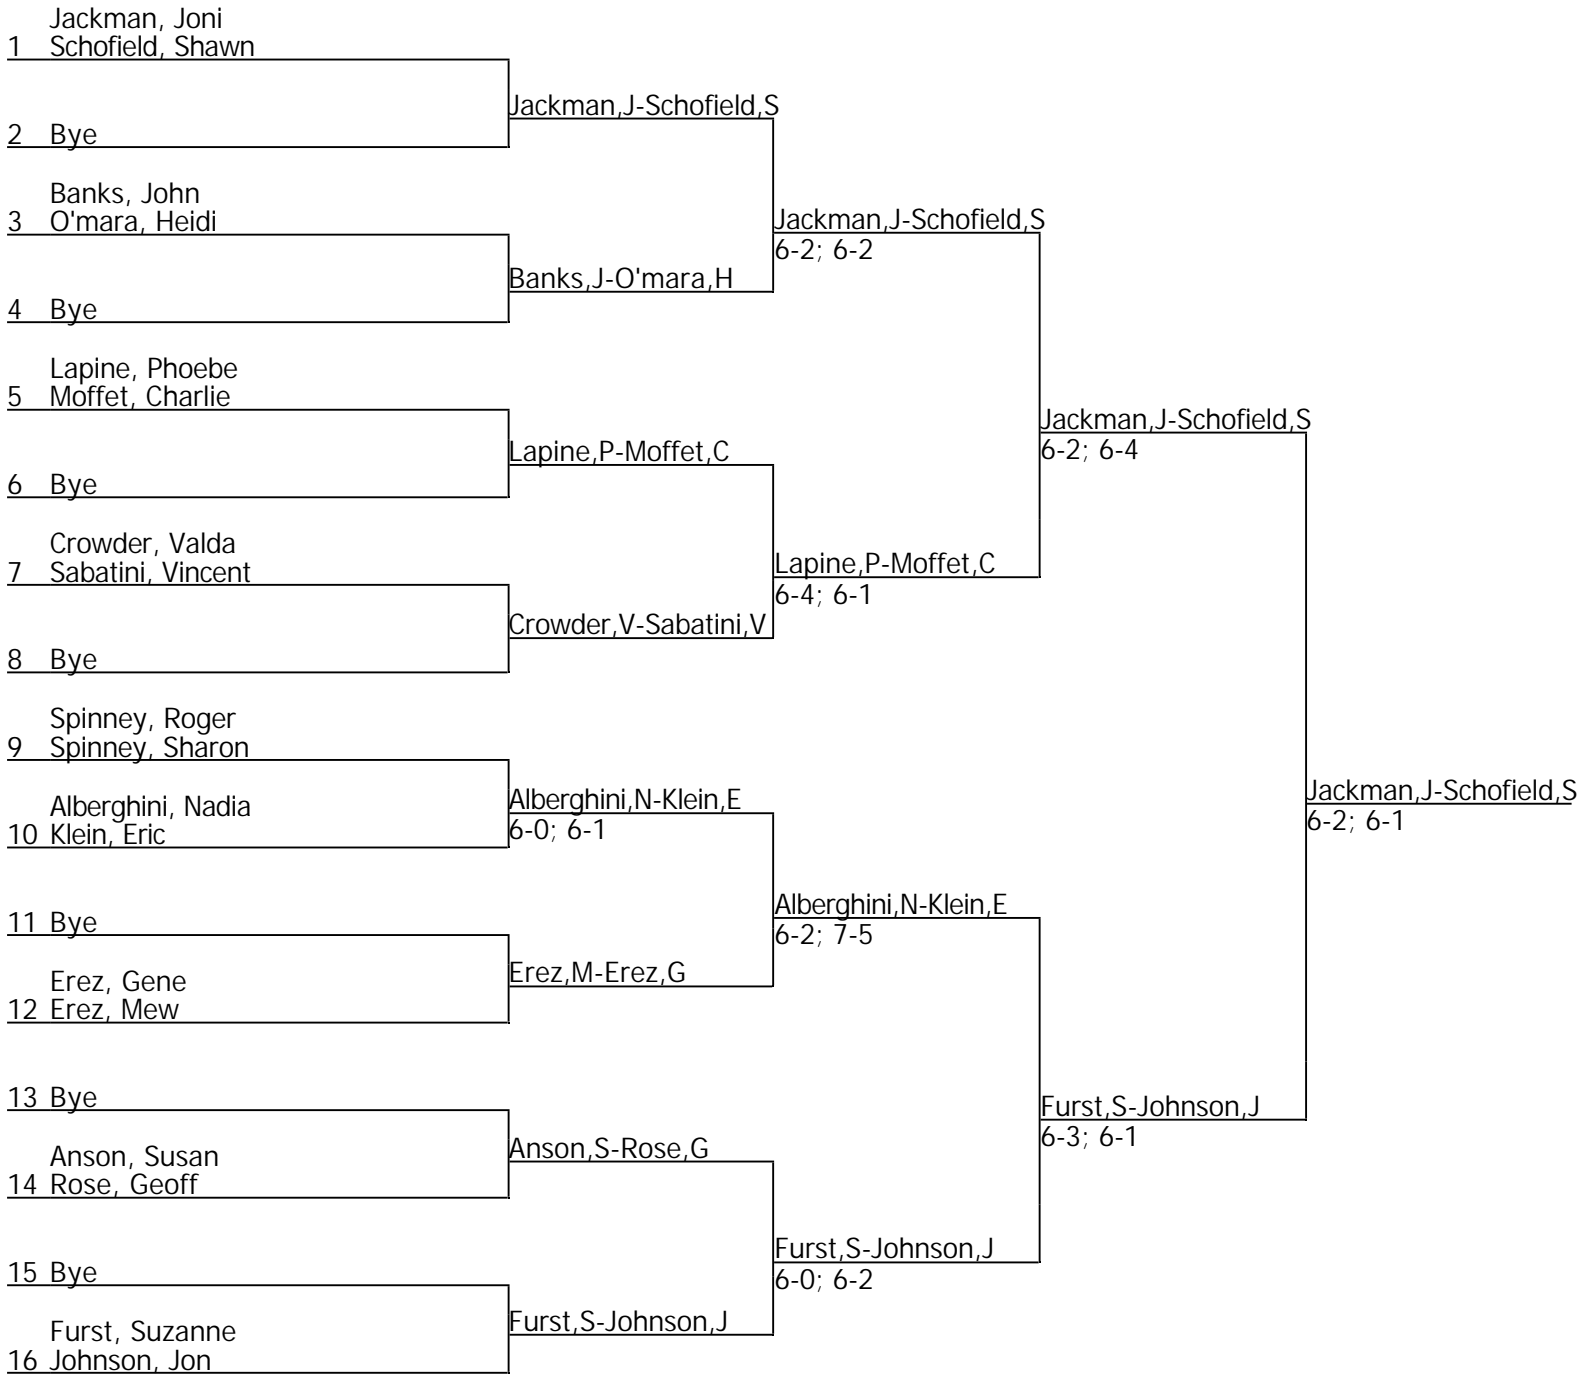 Jackman, Joni
1 Schofield, Shawn
Jackman,J-Schofield,S
2 Bye
Banks, John
3 O'mara, Heidi
Jackman,J-Schofield,S
6-2; 6-2
Banks,J-O'mara,H
4 Bye
Lapine, Phoebe
5 Moffet, Charlie
Jackman,J-Schofield,S
6-2; 6-4
Lapine,P-Moffet,C
6 Bye
Crowder, Valda
7 Sabatini, Vincent
Lapine,P-Moffet,C
6-4; 6-1
Crowder,V-Sabatini,V
8 Bye
Spinney, Roger
9 Spinney, Sharon
Jackman,J-Schofield,S
6-2; 6-1
Alberghini, Nadia
10 Klein, Eric
Alberghini,N-Klein,E
6-0; 6-1
Alberghini,N-Klein,E
6-2; 7-5
11 Bye
Erez,M-Erez,G
Erez, Gene
12 Erez, Mew
13 Bye
Furst,S-Johnson,J
6-3; 6-1
Anson,S-Rose,G
Anson, Susan
14 Rose, Geoff
Furst,S-Johnson,J
6-0; 6-2
15 Bye
Furst,S-Johnson,J
Furst, Suzanne
16 Johnson, Jon